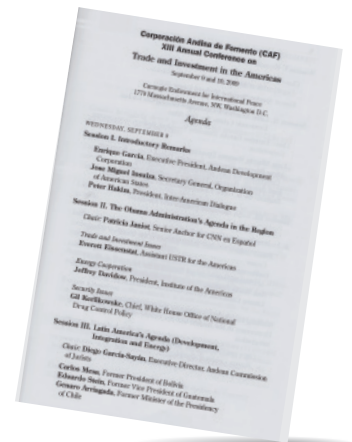 Corporación Andina de Fomento (CAF)
XIII Annual Conference on
Trade and Investment in the Americas
September 9 and 10, 2009
Carnegie Endowment for International Peace
1779 Massachusetts Avenue, NW, Washington D.C.
Agenda
WEDNESDAY, SEPTEMBER 9
Session I. Introductory Remarks
Enrique García, Executive President, Andean Development
Corporation
Jose Miguel Insulza, Secretary General, Organization
of American States
Peter Hakim, President, Inter-American Dialogue
Session II. The Obama Administration's Agenda in the Region
Chair: Patricia Janiot, Senior Anchor for CNN en Español
Trade and Investment Issues
Everett Eissenstat, Assistant USTR for the Americas
Energy Cooperation
Jeffrey Davidow, President, Institute of the Americas
Security Issues
Gil Kerlikowske, Chief, White House Office of National
Drug Control Policy
Session III. Latin America's Agenda (Development,
Integration and Energy)
Chair: Diego García-Sayán, Executive Director, Andean Commission
of Jurists
Carlos Mesa, Former President of Bolivia
Eduardo Stein, Former Vice President of Guatemala
Genaro Arriagada, Former Minister of the Presidency
of Chile